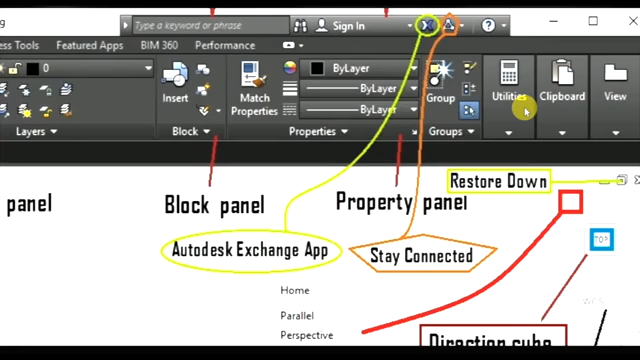 Type a keyword or phrase
Sign In
ess Tools
Featured Apps
BIM 360
Performance
0
ByLayer
ByLayer
ByLayer
Insert
Match
Properties
Group
Utilities
Clipboard
View
Layers
Block
Properties
Groups
Restore Down
panel
Block panel
Property panel
TOP
Autodesk Exchange App
Stay Connected
Home
Parallel
Perspective
WCS
Direction cube